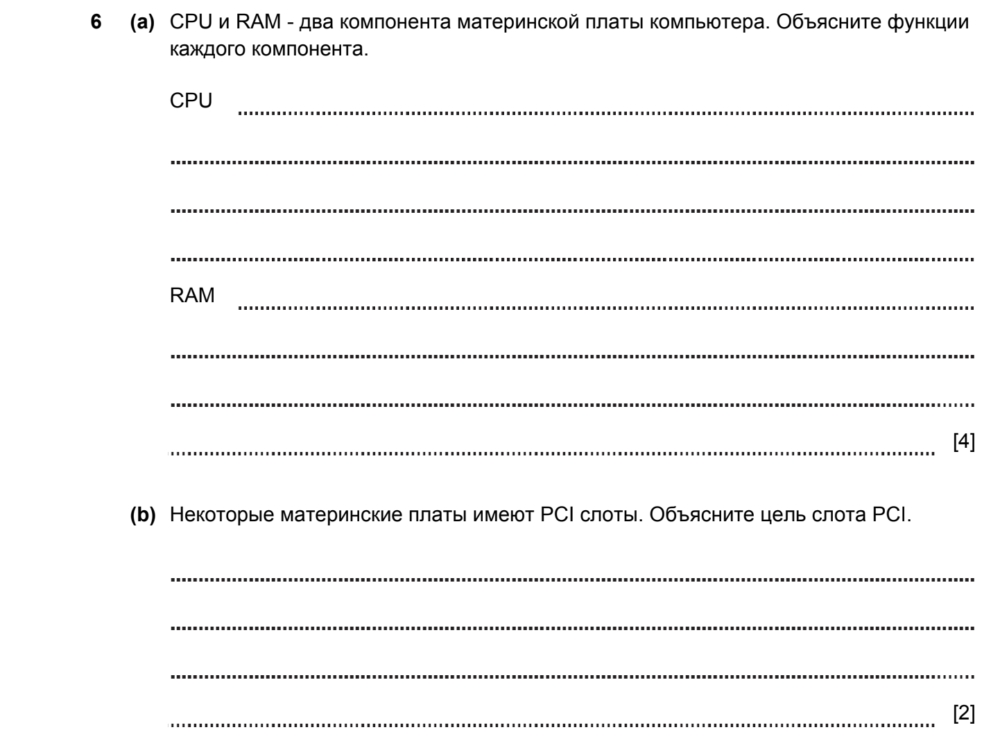 6 (a) CPU и RAM - два компонента материнской платы компьютера. Объясните функции
каждого компонента.
CPU
RAM
[4]
(b) Некоторые материнские платы имеют PCI слоты. Объясните цель слота PCI.
[2]